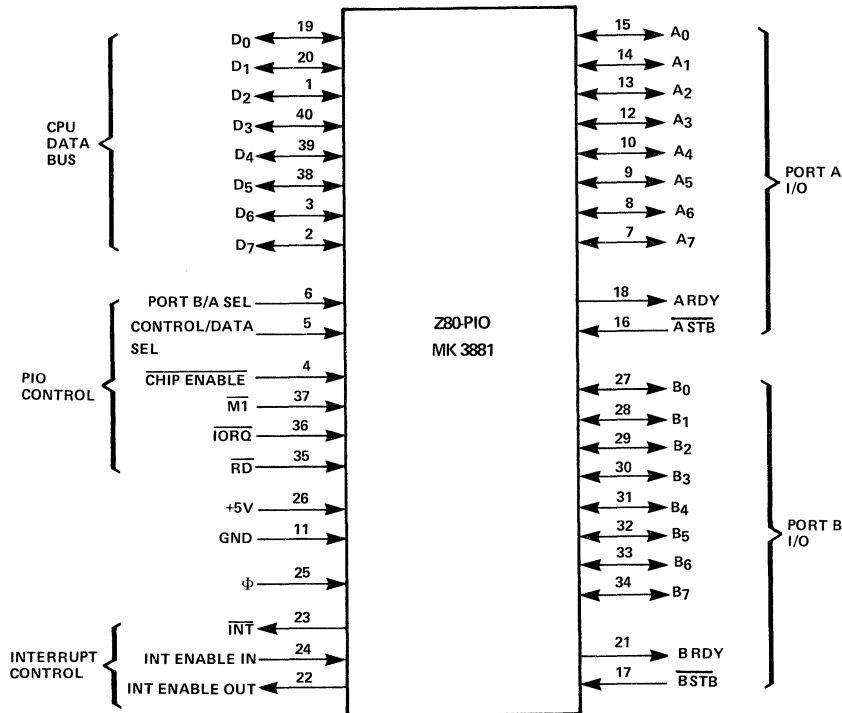 CPU
DATA
BUS
D0 19
D1 20
D2 1
D3 40
D4 39
D5 38
D6 3
D7 2
PIO
CONTROL
PORT B/A SEL 6
CONTROL/DATA 5
SEL
CHIP ENABLE 4
M1 37
IORQ 36
RD 35
+5V 26
GND 11
Φ 25
INTERRUPT
CONTROL
INT 23
INT ENABLE IN 24
INT ENABLE OUT 22
Z80-PIO
MK 3881
15 A0
14 A1
13 A2
12 A3
10 A4
9 A5
8 A6
7 A7
18 ARDY
16 A STB
PORT A
I/O
27 B0
28 B1
29 B2
30 B3
31 B4
32 B5
33 B6
34 B7
21 BRDY
17 BSTB
PORT B
I/O